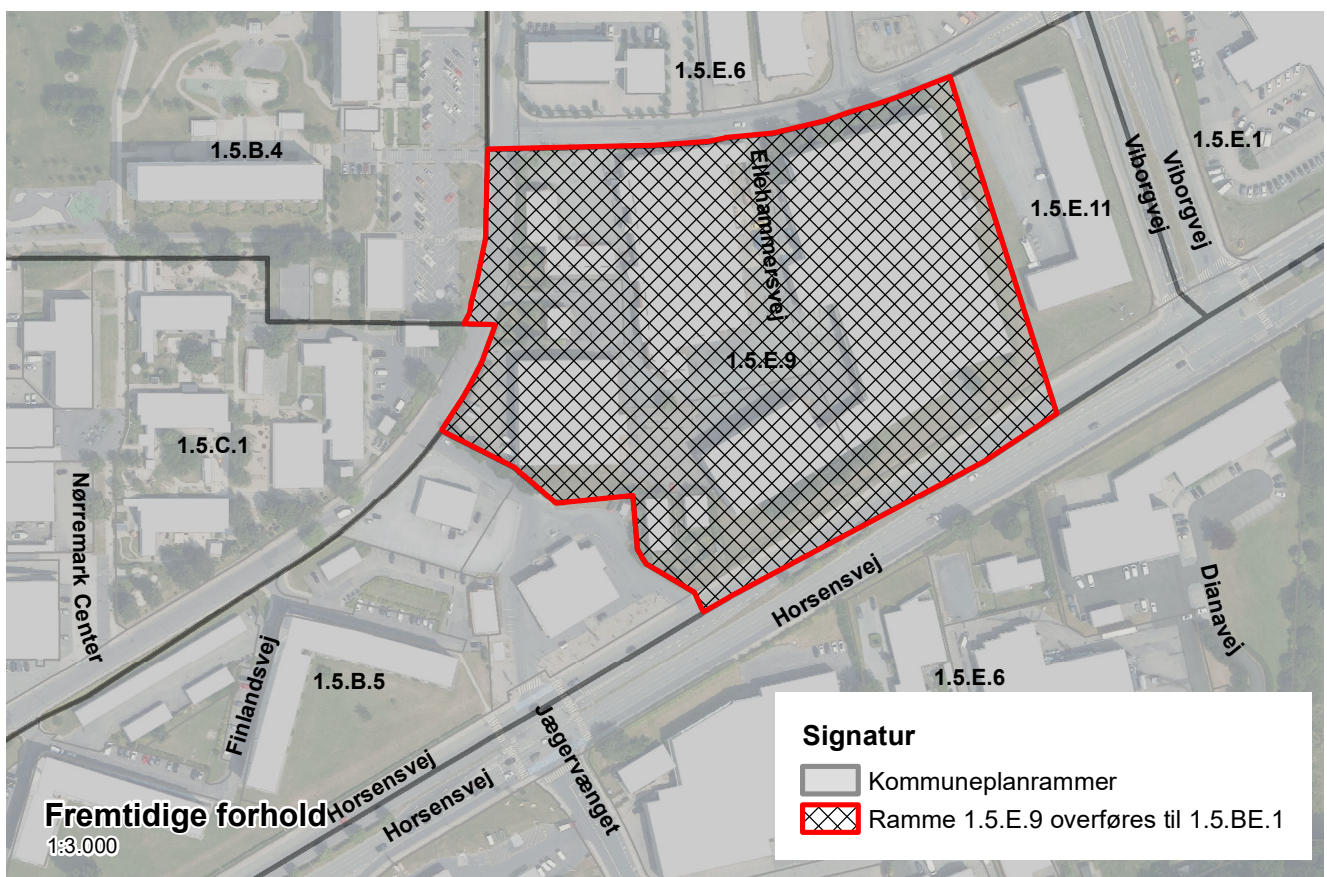 1.5.E.6
1.5.B.4
1.5.E.1
Viborgvej
Viborgvej
Ellehammersvej
1.5.E.11
1.5.E.9
1.5.C.1
Nørremark Center
Horsensvej
Dianavej
1.5.E.6
Finlandsvej
1.5.B.5
Jægervænget
Horsensvej
Horsensvej
Fremtidige forhold
1:3.000
Signatur
Kommuneplanrammer
Ramme 1.5.E.9 overføres til 1.5.BE.1